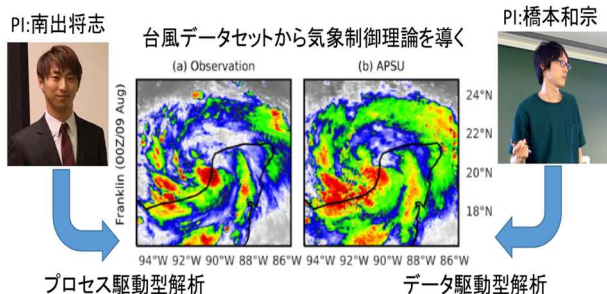 PI:南出将志
PI:橋本和宗
台風データセットから気象制御理論を導く
(a) Observation
(b) APSU
Franklin (00Z/09 Aug)
24°N
22°N
20°N
18°N
94°W 92°W 90°W 88°W 86°W
94°W 92°W 90°W 88°W 86°W
プロセス駆動型解析
データ駆動型解析